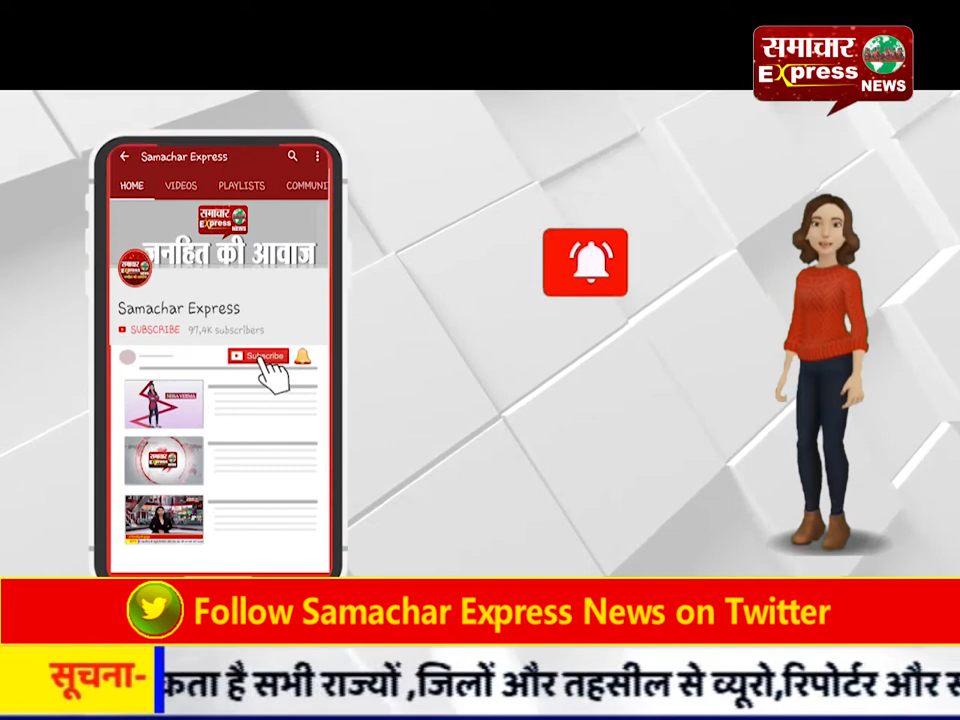 समाचार
Express
NEWS
Samachar Express
HOME VIDEOS PLAYLISTS COMMUNI
समाचार
Express
NEWS
जनहित की आवाज
Samachar Express
SUBSCRIBE 97,4K subscribers
Subscribe
Follow Samachar Express News on Twitter
सूचना- कता है सभी राज्यों ,जिलों और तहसील से व्यूरो,रिपोर्टर और